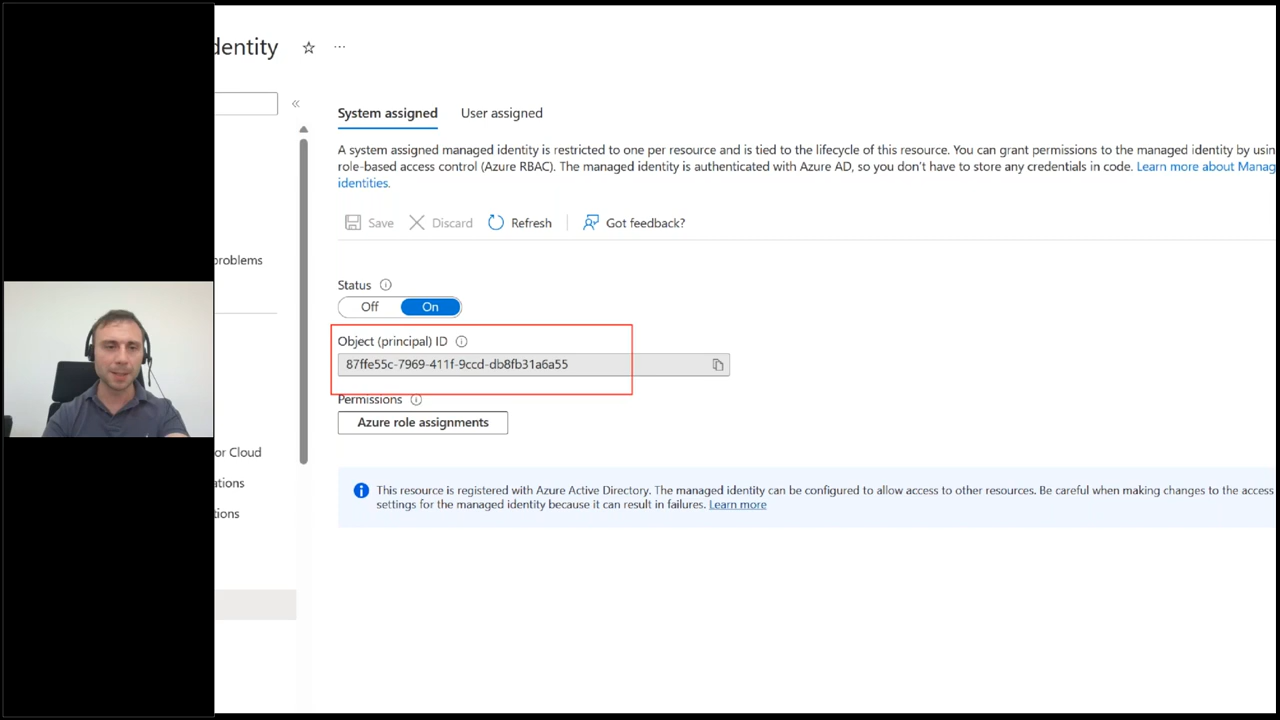 dentity
System assigned
User assigned
A system assigned managed identity is restricted to one per resource and is tied to the lifecycle of this resource. You can grant permissions to the managed identity by using
role-based access control (Azure RBAC). The managed identity is authenticated with Azure AD, so you don't have to store any credentials in code. Learn more about Manag
identities.
Save Discard Refresh Got feedback?
roblems
Status
Off On
Object (principal) ID
87ffe55c-7969-411f-9ccd-db8fb31a6a55
Permissions
Azure role assignments
or Cloud
ations
tions
This resource is registered with Azure Active Directory. The managed identity can be configured to allow access to other resources. Be careful when making changes to the access
settings for the managed identity because it can result in failures. Learn more